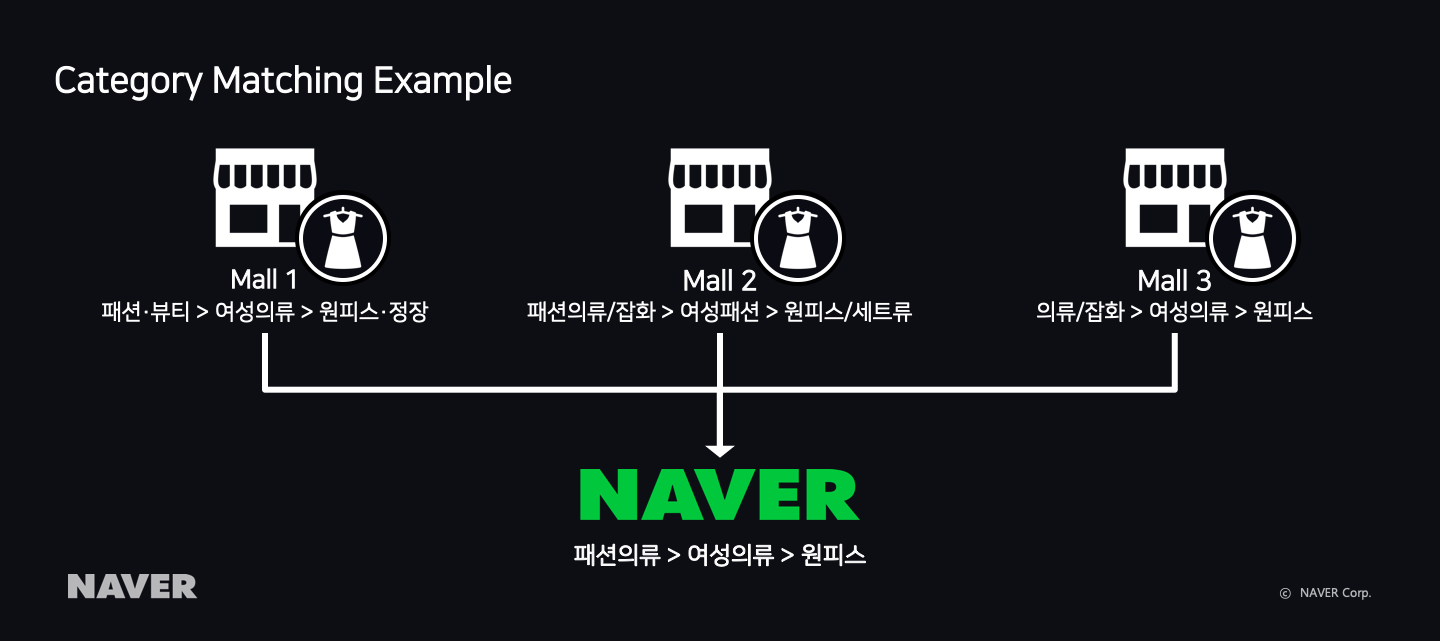 Category Matching Example
Mall 1
패션·뷰티 > 여성의류 > 원피스·정장
Mall 2
패션의류/잡화 > 여성패션 > 원피스/세트류
Mall 3
의류/잡화 > 여성의류 > 원피스
NAVER
패션의류 > 여성의류 > 원피스
NAVER
© NAVER Corp.